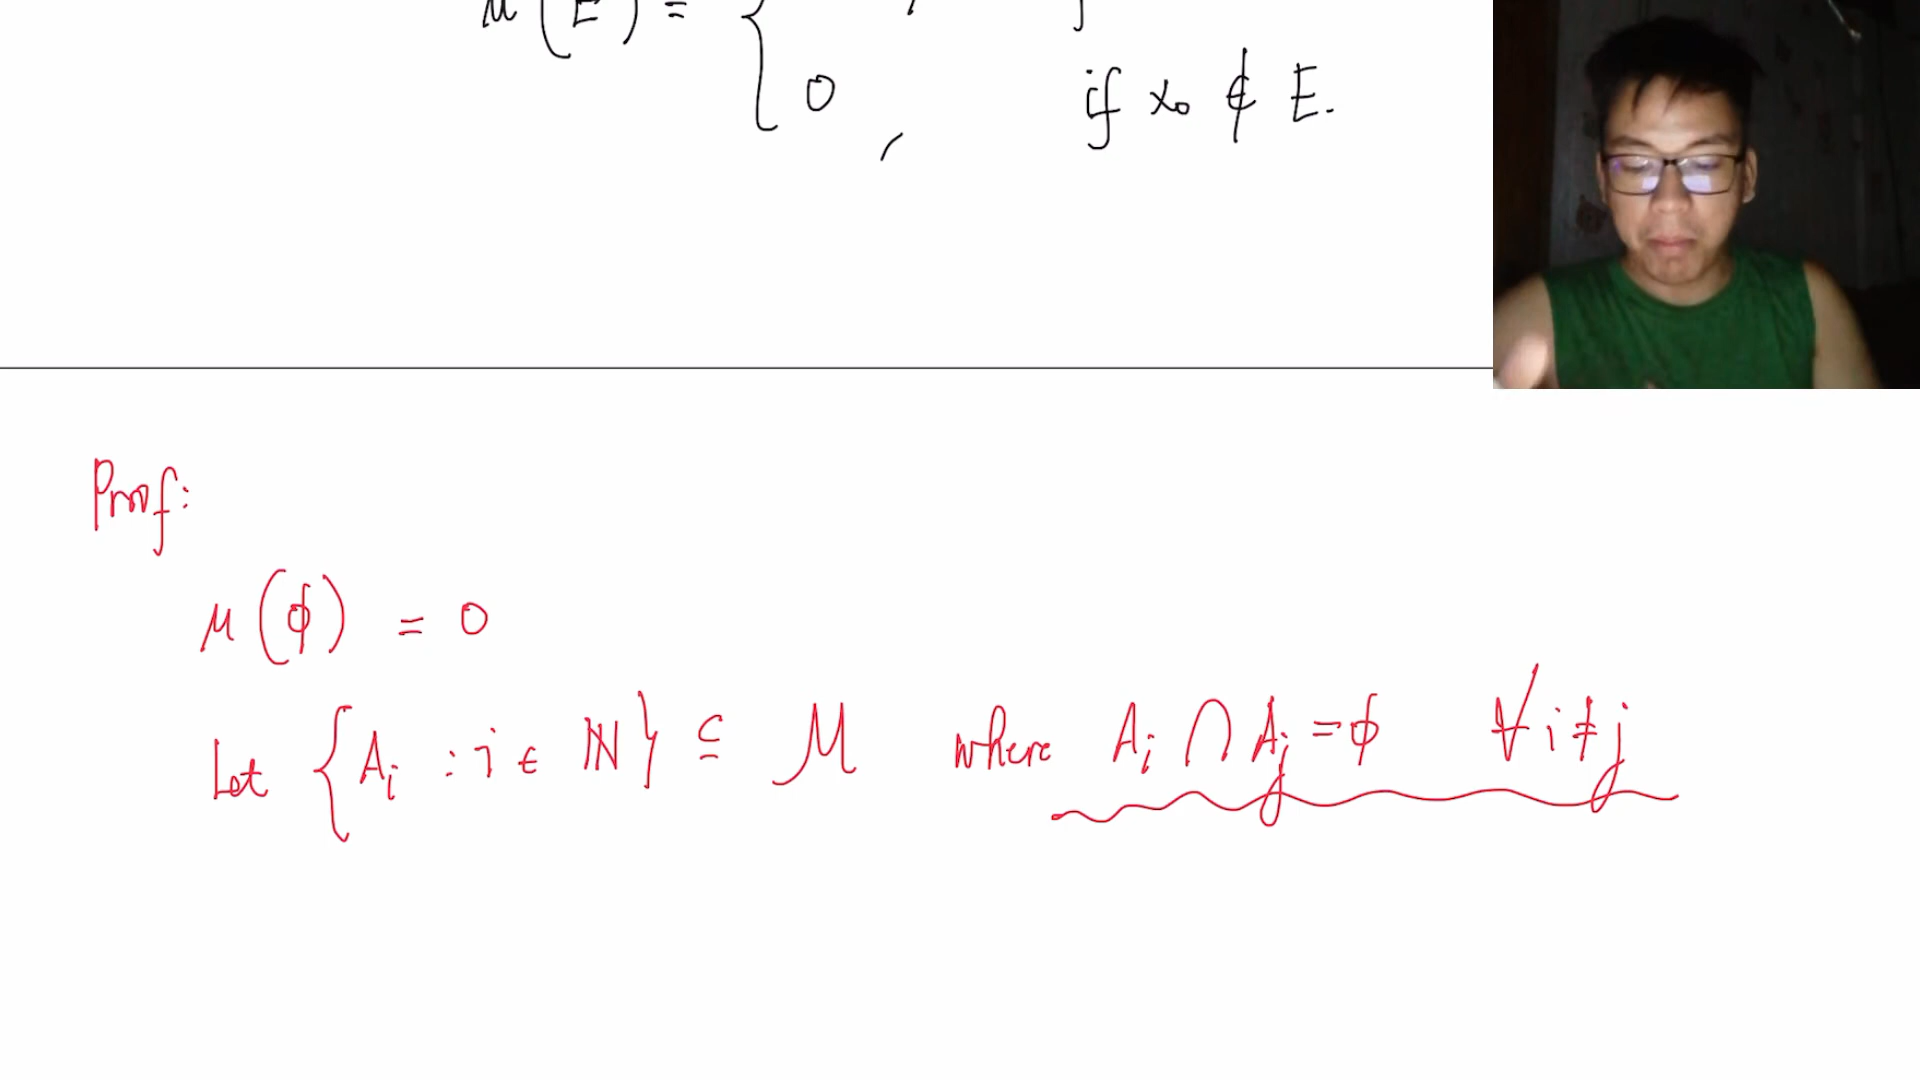 μ(E) = {
0, if x₀ ∉ E.
Proof:
μ(φ) = 0
Let {Aᵢ : i ∈ ℕ} ⊆ M where Aᵢ ∩ Aⱼ = φ ∀ i ≠ j